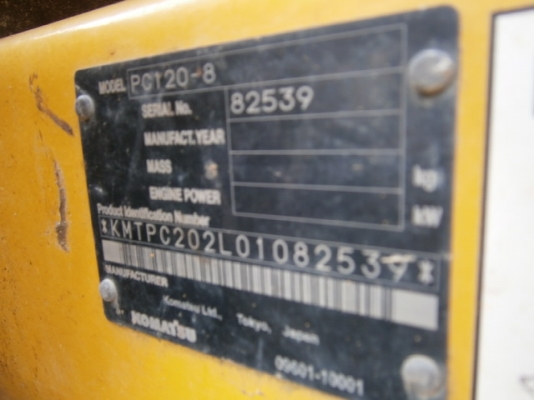 MODEL PC120-8
SERIAL No. 82539
MANUFACT. YEAR
MASS kg
ENGINE POWER kW
Product Identification Number
*KMTPC202L01082539*
MANUFACTURER
Komatsu Ltd., Tokyo, Japan
KOMATSU
09601-10001